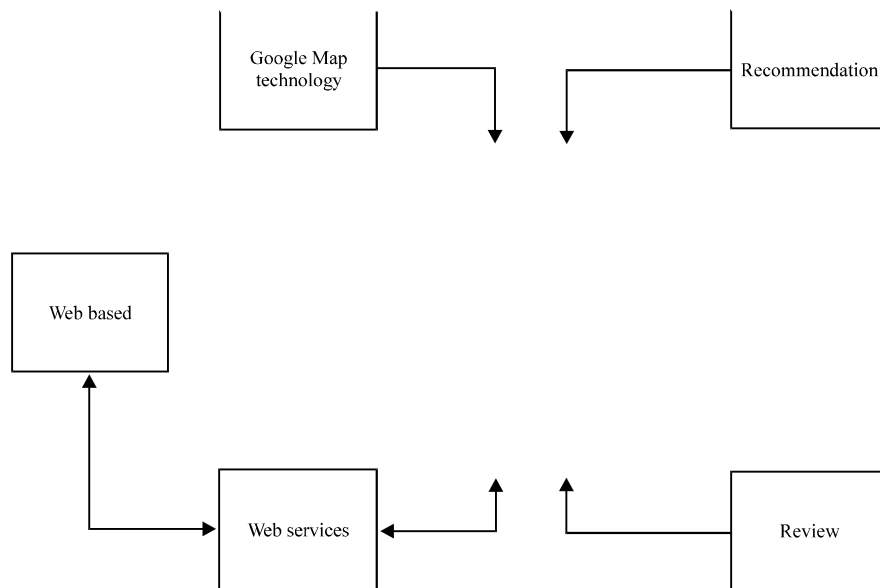 Google Map
technology
Recommendation
Web based
Web services
Review